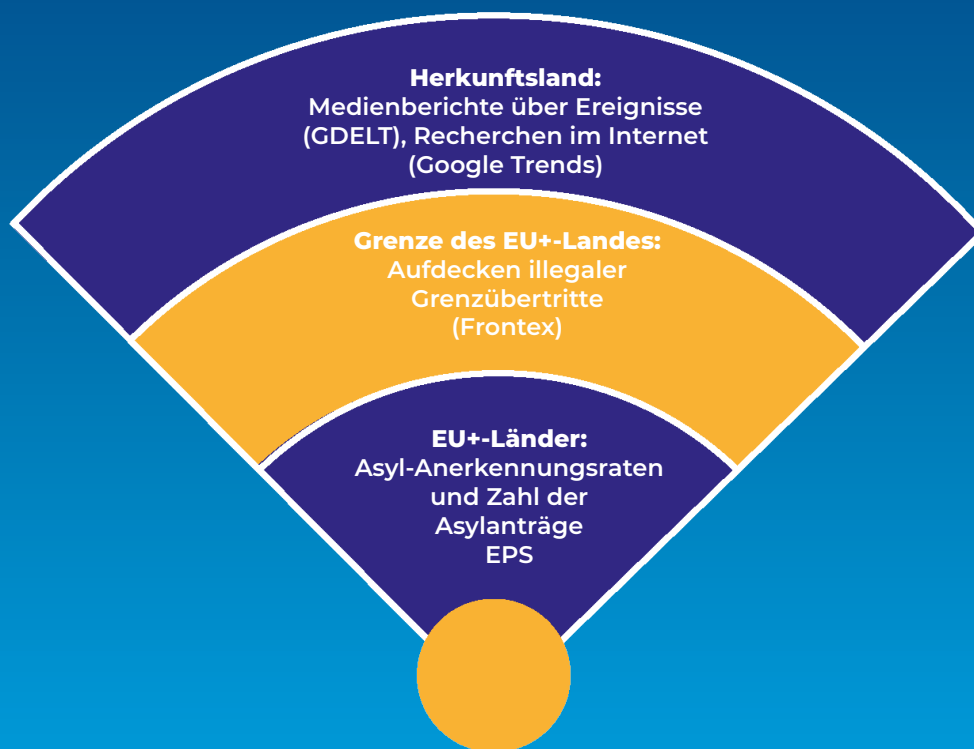 Herkunftsland:
Medienberichte über Ereignisse
(GDELT), Recherchen im Internet
(Google Trends)
Grenze des EU+-Landes:
Aufdecken illegaler
Grenzübertritte
(Frontex)
EU+-Länder:
Asyl-Anerkennungsraten
und Zahl der
Asylanträge
EPS